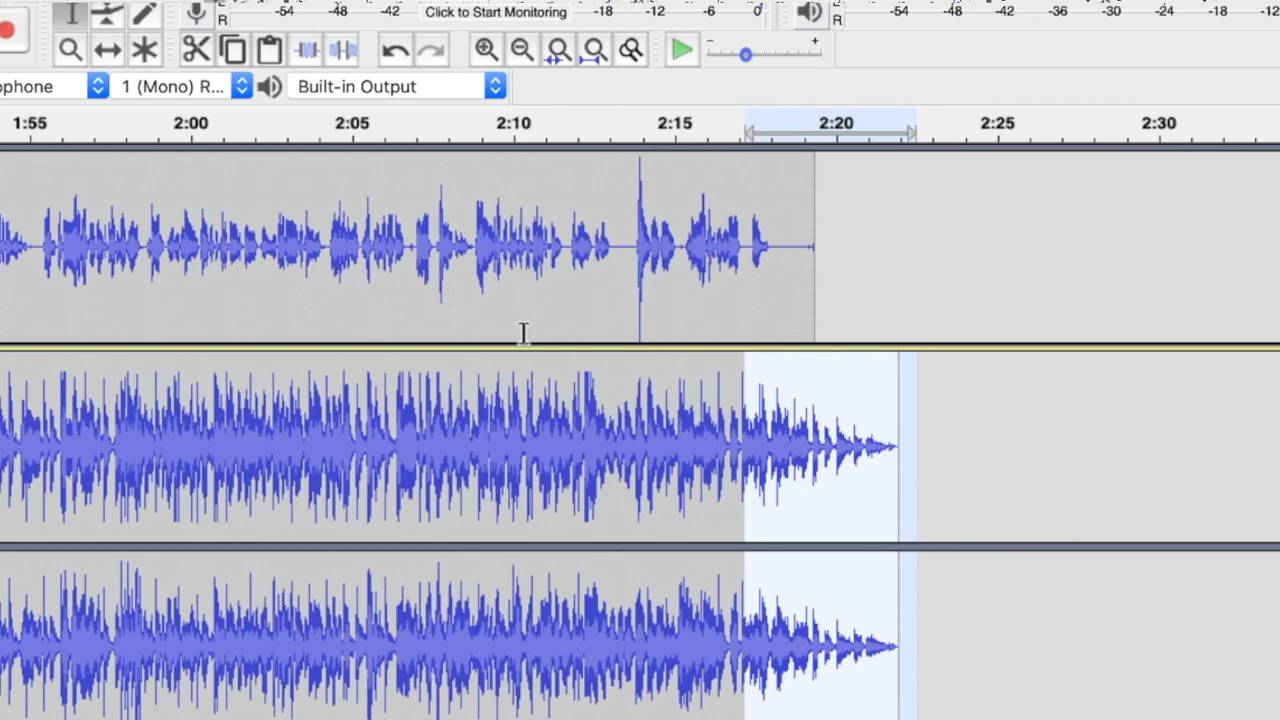 R -54 -48 -42 Click to Start Monitoring -18 -12 -6 0 R -54 -48 -42 -36 -30 -24 -18 -12
- +
ophone 1 (Mono) R... Built-in Output
1:55 2:00 2:05 2:10 2:15 2:20 2:25 2:30